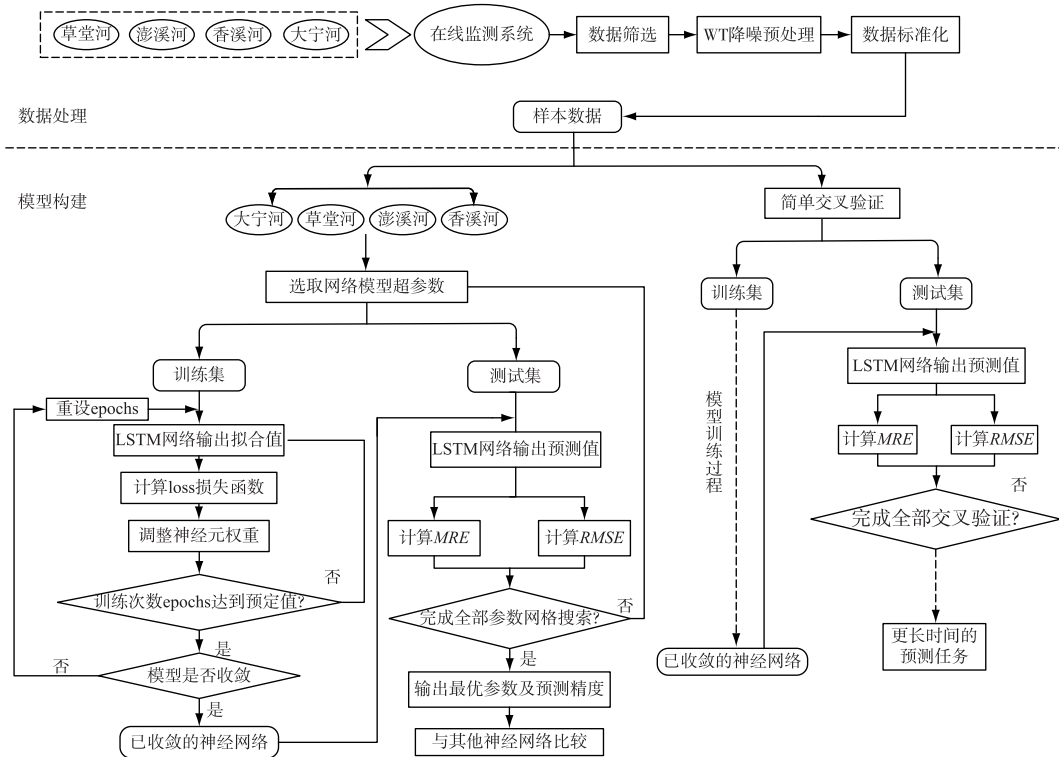 草堂河
澎溪河
香溪河
大宁河
在线监测系统
数据筛选
WT降噪预处理
数据标准化
数据处理
样本数据
模型构建
大宁河
草堂河
澎溪河
香溪河
简单交叉验证
选取网络模型超参数
训练集
测试集
训练集
测试集
重设epochs
LSTM网络输出拟合值
计算loss损失函数
调整神经元权重
训练次数epochs达到预定值?
否
是
模型是否收敛
否
是
已收敛的神经网络
LSTM网络输出预测值
计算MRE
计算RMSE
完成全部参数网格搜索?
否
是
输出最优参数及预测精度
与其他神经网络比较
模型训练过程
已收敛的神经网络
LSTM网络输出预测值
计算MRE
计算RMSE
否
完成全部交叉验证?
更长时间的
预测任务